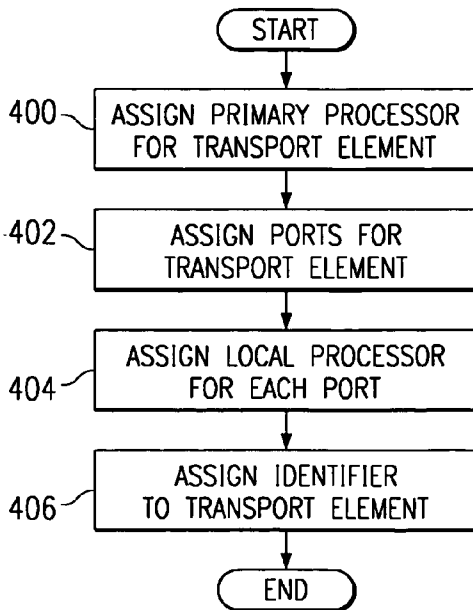 START
400
ASSIGN PRIMARY PROCESSOR
FOR TRANSPORT ELEMENT
402
ASSIGN PORTS FOR
TRANSPORT ELEMENT
404
ASSIGN LOCAL PROCESSOR
FOR EACH PORT
406
ASSIGN IDENTIFIER
TO TRANSPORT ELEMENT
END